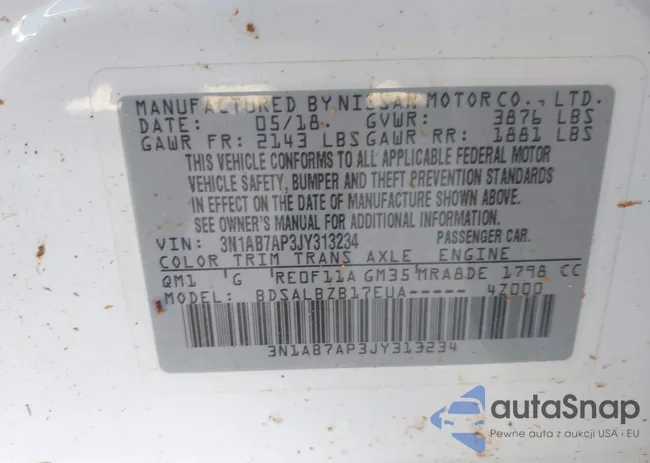 MANUFACTURED BY NISSAN MOTOR CO., LTD.
DATE: 05/18 GVWR: 3876 LBS
GAWR FR: 2143 LBS GAWR RR: 1881 LBS
THIS VEHICLE CONFORMS TO ALL APPLICABLE FEDERAL MOTOR
VEHICLE SAFETY, BUMPER AND THEFT PREVENTION STANDARDS
IN EFFECT ON THE DATE OF MANUFACTURE SHOWN ABOVE.
SEE OWNER'S MANUAL FOR ADDITIONAL INFORMATION.
VIN: 3N1AB7AP3JY313234 PASSENGER CAR.
COLOR TRIM TRANS AXLE ENGINE
QM1 G RE0F11A GM35 MRA8DE 1798 CC
MODEL: BDSALBZB17EUA----- 4Z000
3N1AB7AP3JY313234
autaSnap
Pewne auta z aukcji USA i EU